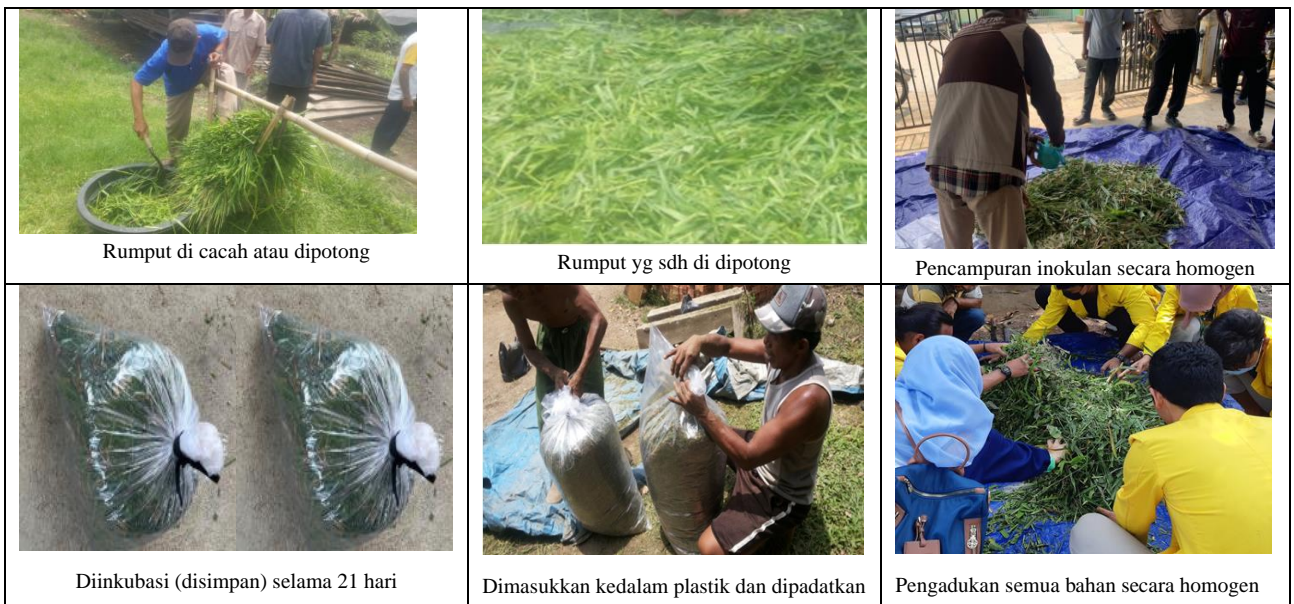 Rumput di cacah atau dipotong
Rumput yg sdh di dipotong
Pencampuran inokulan secara homogen
Diinkubasi (disimpan) selama 21 hari
Dimasukkan kedalam plastik dan dipadatkan
Pengadukan semua bahan secara homogen